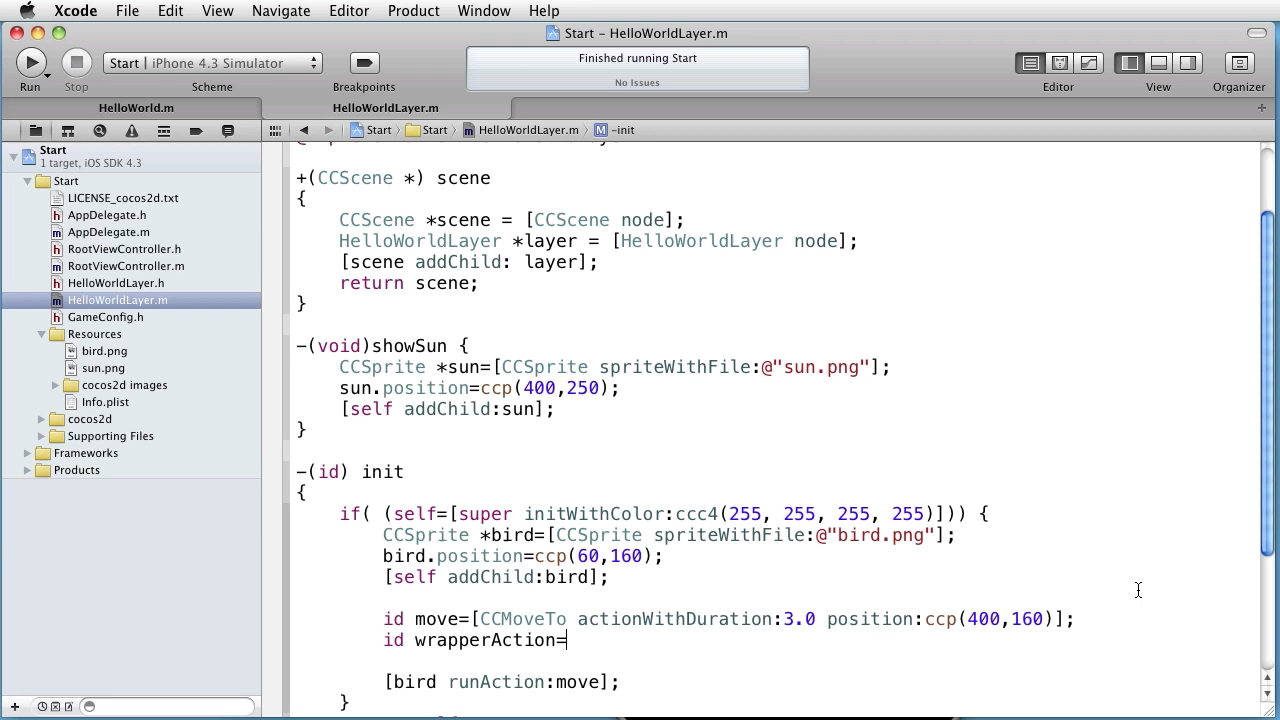 Xcode File Edit View Navigate Editor Product Window Help
Start – HelloWorldLayer.m
Start | iPhone 4.3 Simulator
Finished running Start
No Issues
Run Stop Scheme Breakpoints Editor View Organizer
HelloWorld.m HelloWorldLayer.m
Start Start HelloWorldLayer.m M -init
Start
1 target, iOS SDK 4.3
Start
LICENSE_cocos2d.txt
h AppDelegate.h
m AppDelegate.m
h RootViewController.h
m RootViewController.m
h HelloWorldLayer.h
m HelloWorldLayer.m
h GameConfig.h
Resources
bird.png
sun.png
cocos2d images
Info.plist
cocos2d
Supporting Files
Frameworks
Products
+(CCScene *) scene
{
CCScene *scene = [CCScene node];
HelloWorldLayer *layer = [HelloWorldLayer node];
[scene addChild: layer];
return scene;
}
-(void)showSun {
CCSprite *sun=[CCSprite spriteWithFile:@"sun.png"];
sun.position=ccp(400,250);
[self addChild:sun];
}
-(id) init
{
if( (self=[super initWithColor:ccc4(255, 255, 255, 255)])) {
CCSprite *bird=[CCSprite spriteWithFile:@"bird.png"];
bird.position=ccp(60,160);
[self addChild:bird];
id move=[CCMoveTo actionWithDuration:3.0 position:ccp(400,160)];
id wrapperAction=
[bird runAction:move];
}